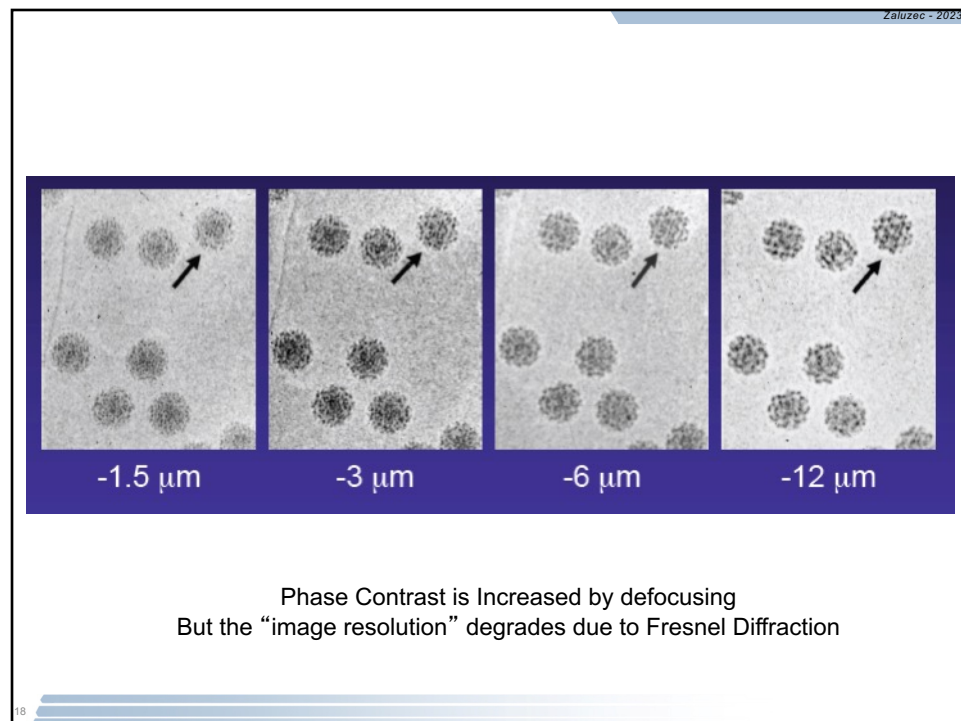 Zaluzec - 2023
-1.5 μm
-3 μm
-6 μm
-12 μm
Phase Contrast is Increased by defocusing
But the “image resolution” degrades due to Fresnel Diffraction
18